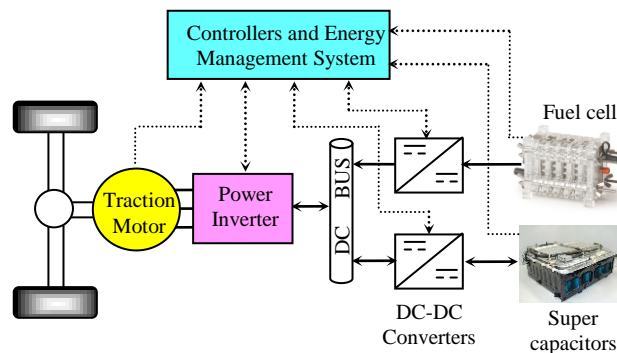 Controllers and Energy
Management System
Fuel cell
Traction
Motor
Power
Inverter
DC BUS
DC-DC
Converters
Super
capacitors